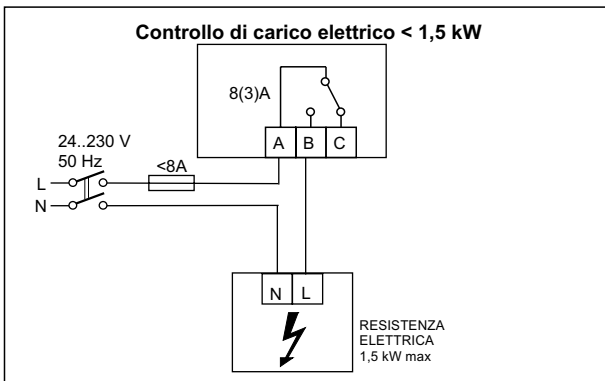 Controllo di carico elettrico < 1,5 kW
8(3)A
A B C
24..230 V
50 Hz
<8A
L
N
N L
RESISTENZA
ELETTRICA
1,5 kW max